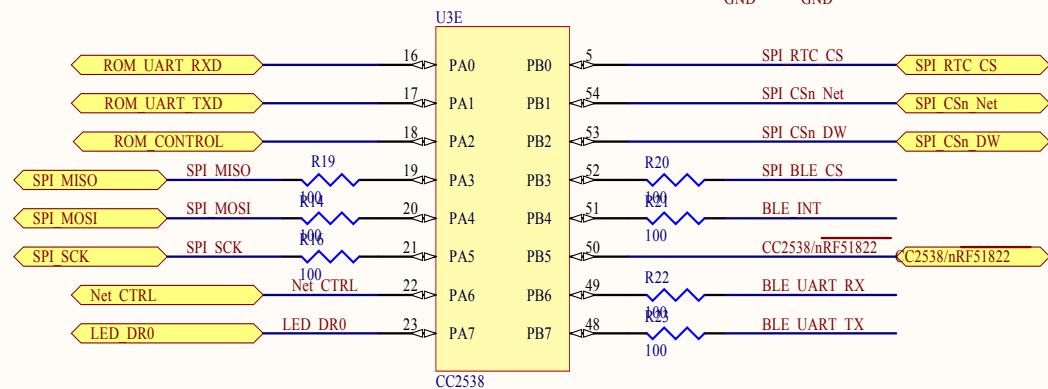 GND GND
U3E
ROM_UART_RXD 16 PA0 PB0 5 SPI_RTC_CS SPI_RTC_CS
ROM_UART_TXD 17 PA1 PB1 54 SPI_CSn_Net SPI_CSn_Net
ROM_CONTROL 18 PA2 PB2 53 SPI_CSn_DW SPI_CSn_DW
SPI_MISO SPI_MISO R19 100 19 PA3 PB3 52 R20 100 SPI_BLE_CS
SPI_MOSI SPI_MOSI R14 100 20 PA4 PB4 51 R21 100 BLE_INT
SPI_SCK SPI_SCK R16 100 21 PA5 PB5 50 CC2538/nRF51822 CC2538/nRF51822
Net_CTRL Net_CTRL 22 PA6 PB6 49 R22 100 BLE_UART_RX
LED_DR0 LED_DR0 23 PA7 PB7 48 R23 100 BLE_UART_TX
CC2538